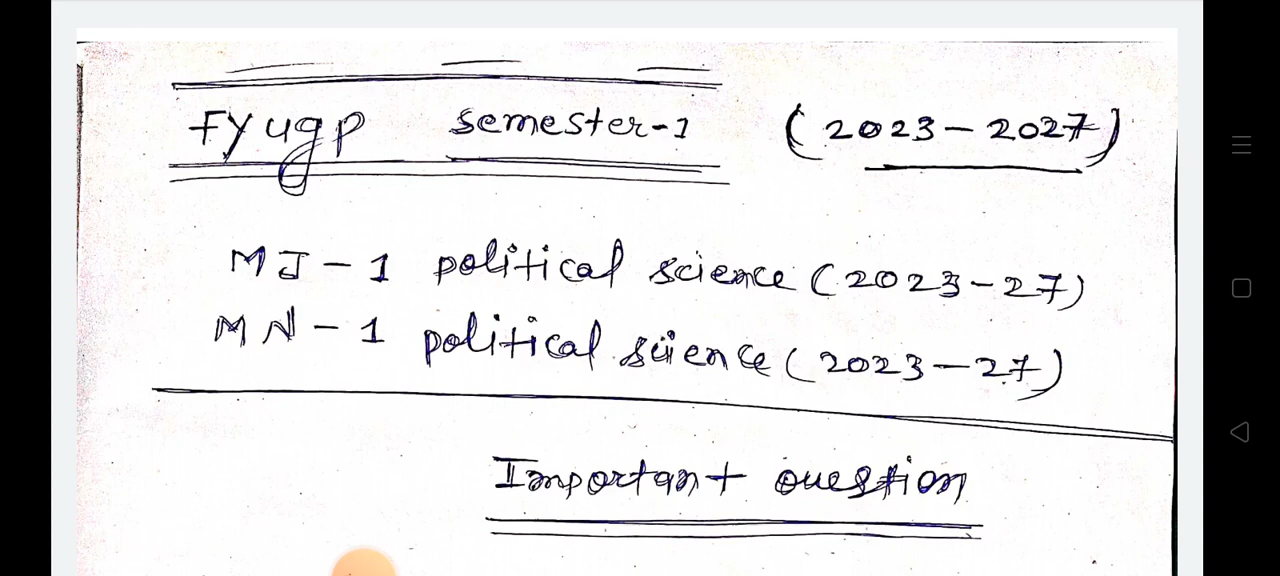 Fyugp semester-1 (2023-2027)
MJ-1 political science (2023-27)
MN-1 political science (2023-27)
Important question